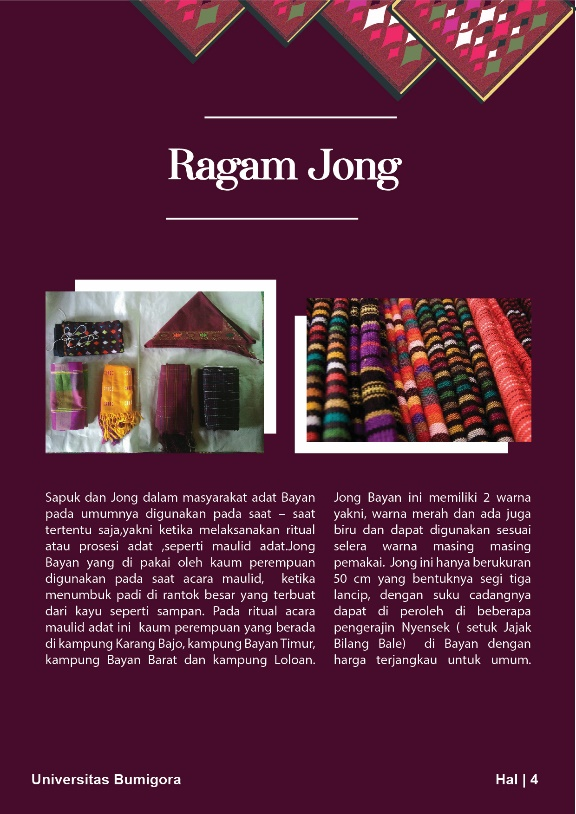 Ragam Jong
Sapuk dan Jong dalam masyarakat adat Bayan
pada umumnya digunakan pada saat – saat
tertentu saja,yakni ketika melaksanakan ritual
atau prosesi adat ,seperti maulid adat.Jong
Bayan yang di pakai oleh kaum perempuan
digunakan pada saat acara maulid, ketika
menumbuk padi di rantok besar yang terbuat
dari kayu seperti sampan. Pada ritual acara
maulid adat ini kaum perempuan yang berada
di kampung Karang Bajo, kampung Bayan Timur,
kampung Bayan Barat dan kampung Loloan.
Jong Bayan ini memiliki 2 warna
yakni, warna merah dan ada juga
biru dan dapat digunakan sesuai
selera warna masing masing
pemakai. Jong ini hanya berukuran
50 cm yang bentuknya segi tiga
lancip, dengan suku cadangnya
dapat di peroleh di beberapa
pengerajin Nyensek ( setuk Jajak
Bilang Bale) di Bayan dengan
harga terjangkau untuk umum.
Universitas Bumigora
Hal | 4